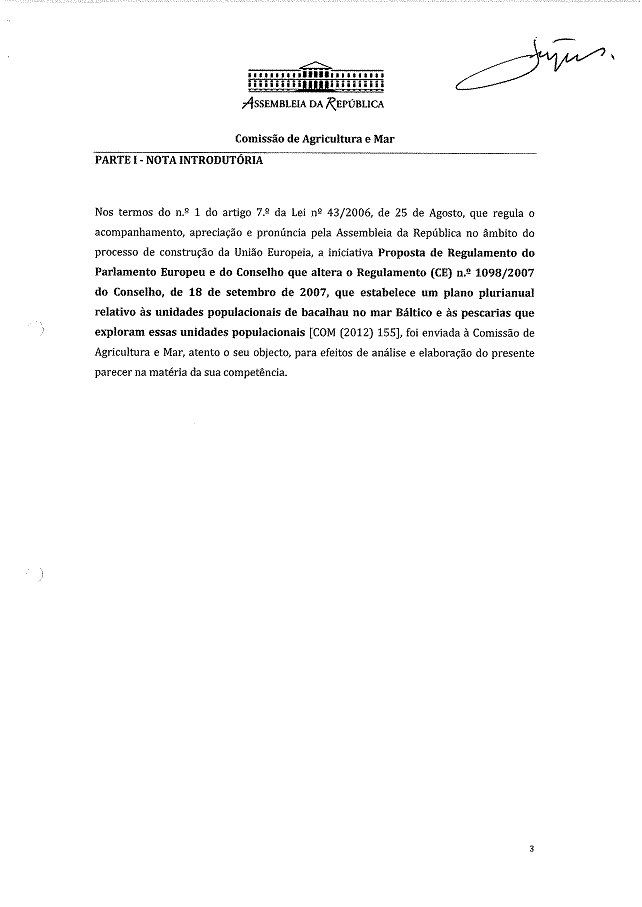 ASSEMBLEIA DA REPÚBLICA
Comissão de Agricultura e Mar
PARTE I - NOTA INTRODUTÓRIA
Nos termos do n.º 1 do artigo 7.º da Lei nº 43/2006, de 25 de Agosto, que regula o
acompanhamento, apreciação e pronúncia pela Assembleia da República no âmbito do
processo de construção da União Europeia, a iniciativa Proposta de Regulamento do
Parlamento Europeu e do Conselho que altera o Regulamento (CE) n.º 1098/2007
do Conselho, de 18 de setembro de 2007, que estabelece um plano plurianual
relativo às unidades populacionais de bacalhau no mar Báltico e às pescarias que
exploram essas unidades populacionais [COM (2012) 155], foi enviada à Comissão de
Agricultura e Mar, atento o seu objecto, para efeitos de análise e elaboração do presente
parecer na matéria da sua competência.
3